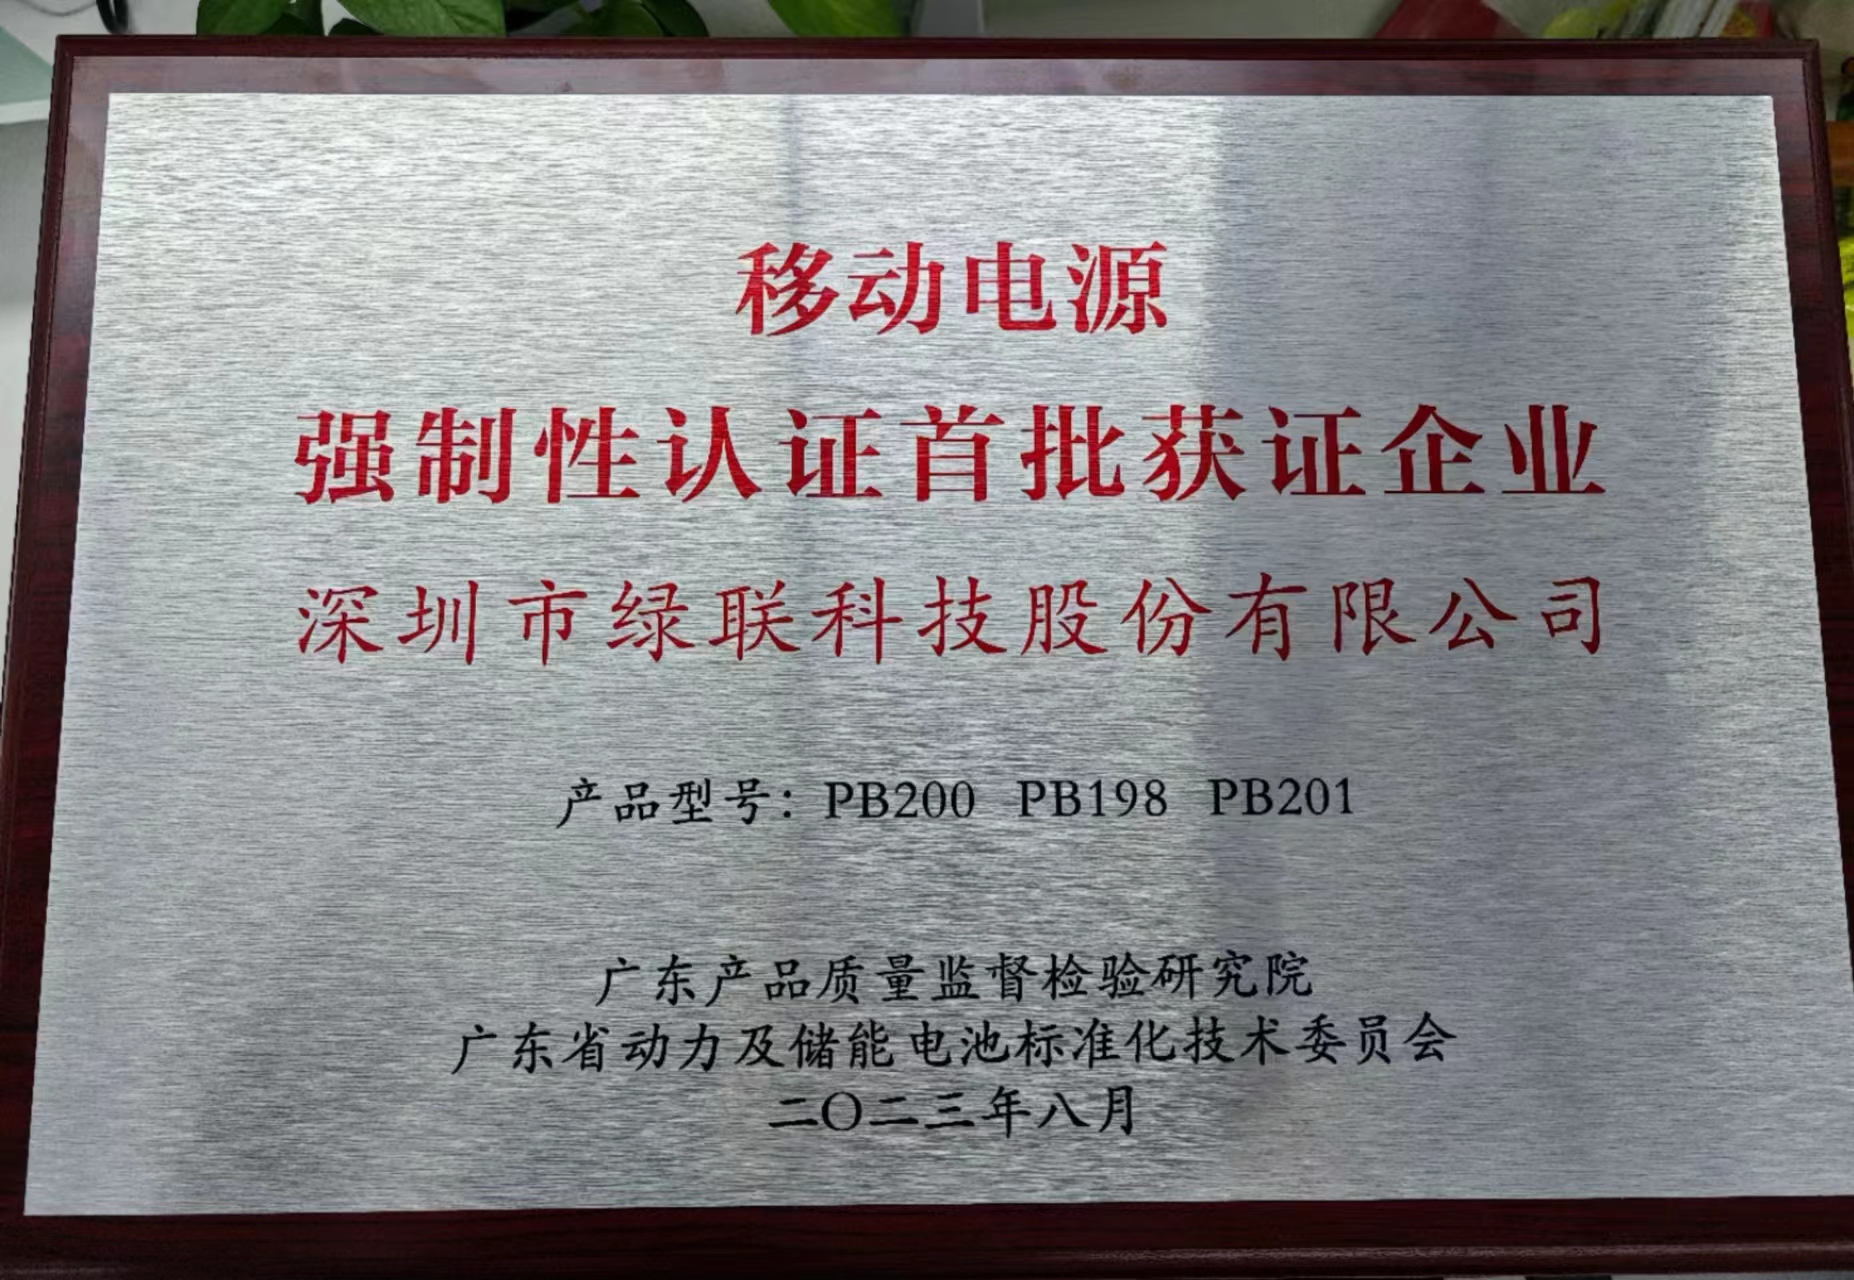 移动电源
强制性认证首批获证企业
深圳市绿联科技股份有限公司
产品型号：PB200 PB198 PB201
广东产品质量监督检验研究院
广东省动力及储能电池标准化技术委员会
二〇二三年八月